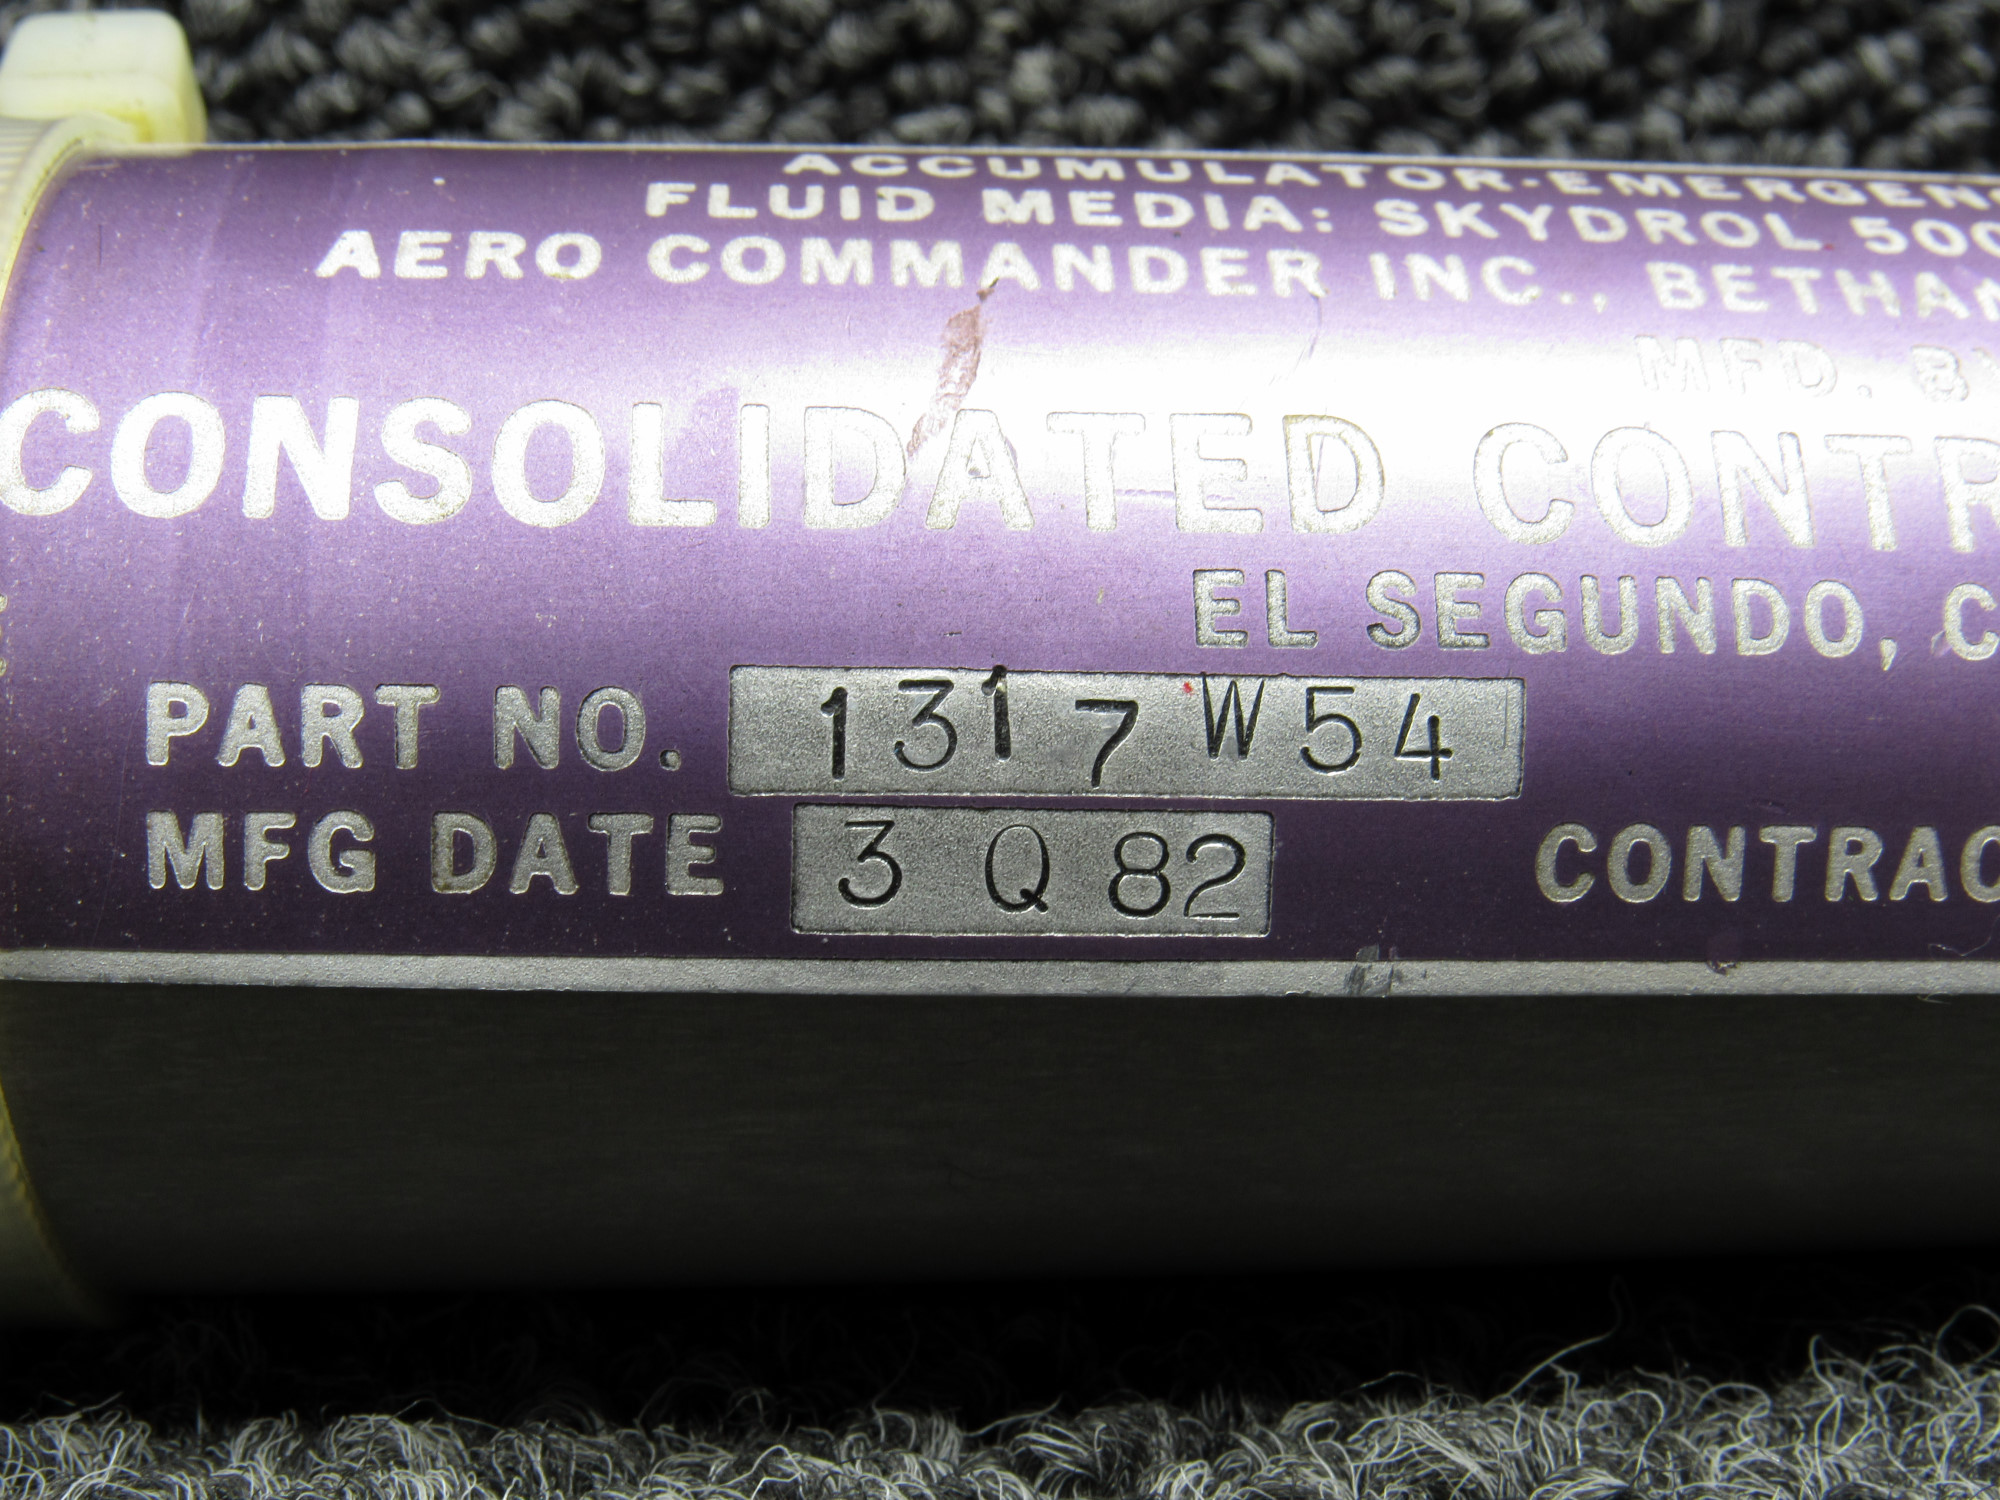 ACCUMULATOR-EMERGENC
FLUID MEDIA: SKYDROL 500
AERO COMMANDER INC., BETHAN
MFD. BY
CONSOLIDATED CONTR
EL SEGUNDO, C
PART NO. 1317W54
MFG DATE 3 Q 82
CONTRAC